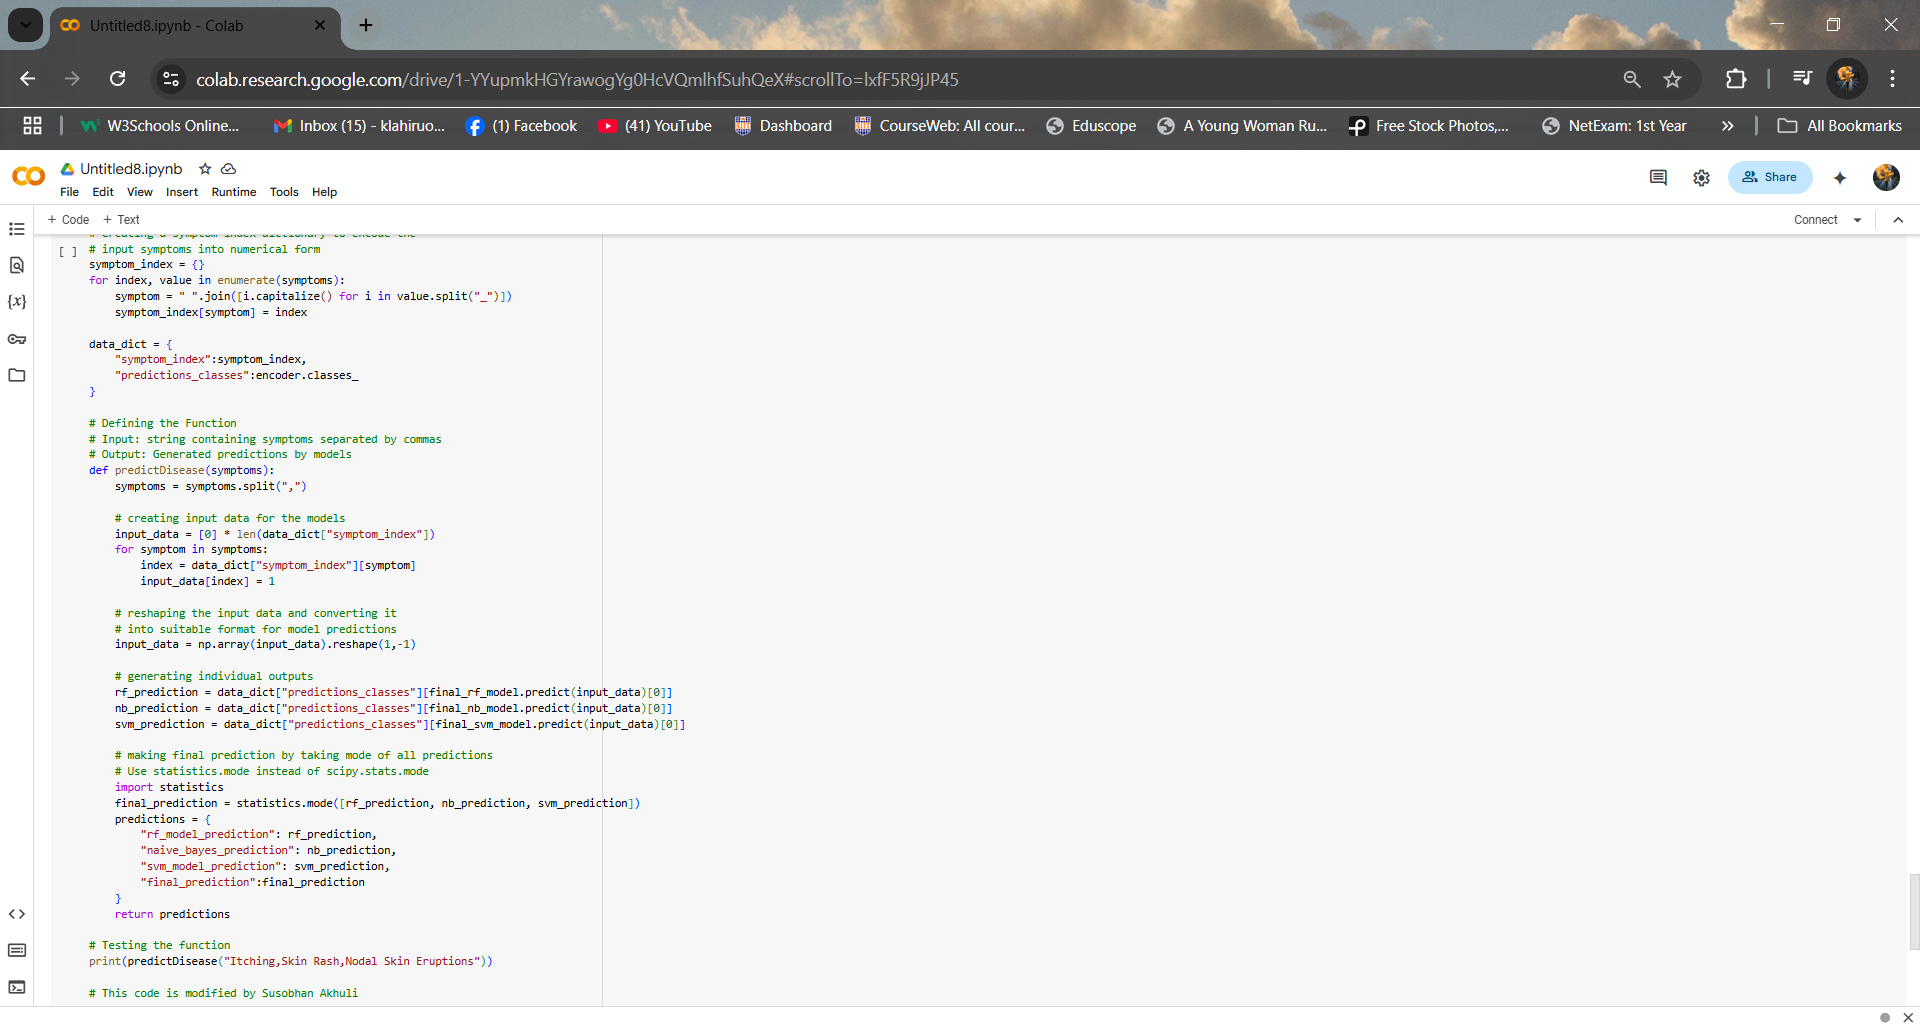 Untitled8.ipynb - Colab
colab.research.google.com/drive/1-YYupmkHGYrawogYg0HcVQmlhfSuhQeX#scrollTo=lxfF5R9jJP45
W3Schools Online... Inbox (15) - klahiruo... (1) Facebook (41) YouTube Dashboard CourseWeb: All cour... Eduscope A Young Woman Ru... Free Stock Photos,... NetExam: 1st Year » All Bookmarks
Untitled8.ipynb
File Edit View Insert Runtime Tools Help
Share
+ Code + Text
Connect
# Creating a symptom index dictionary to encode the
[ ] # input symptoms into numerical form
symptom_index = {}
for index, value in enumerate(symptoms):
    symptom = " ".join([i.capitalize() for i in value.split("_")])
    symptom_index[symptom] = index
data_dict = {
    "symptom_index":symptom_index,
    "predictions_classes":encoder.classes_
}
# Defining the Function
# Input: string containing symptoms separated by commas
# Output: Generated predictions by models
def predictDisease(symptoms):
    symptoms = symptoms.split(",")
    # creating input data for the models
    input_data = [0] * len(data_dict["symptom_index"])
    for symptom in symptoms:
        index = data_dict["symptom_index"][symptom]
        input_data[index] = 1
    # reshaping the input data and converting it
    # into suitable format for model predictions
    input_data = np.array(input_data).reshape(1,-1)
    # generating individual outputs
    rf_prediction = data_dict["predictions_classes"][final_rf_model.predict(input_data)[0]]
    nb_prediction = data_dict["predictions_classes"][final_nb_model.predict(input_data)[0]]
    svm_prediction = data_dict["predictions_classes"][final_svm_model.predict(input_data)[0]]
    # making final prediction by taking mode of all predictions
    # Use statistics.mode instead of scipy.stats.mode
    import statistics
    final_prediction = statistics.mode([rf_prediction, nb_prediction, svm_prediction])
    predictions = {
        "rf_model_prediction": rf_prediction,
        "naive_bayes_prediction": nb_prediction,
        "svm_model_prediction": svm_prediction,
        "final_prediction":final_prediction
    }
    return predictions
# Testing the function
print(predictDisease("Itching,Skin Rash,Nodal Skin Eruptions"))
# This code is modified by Susobhan Akhuli